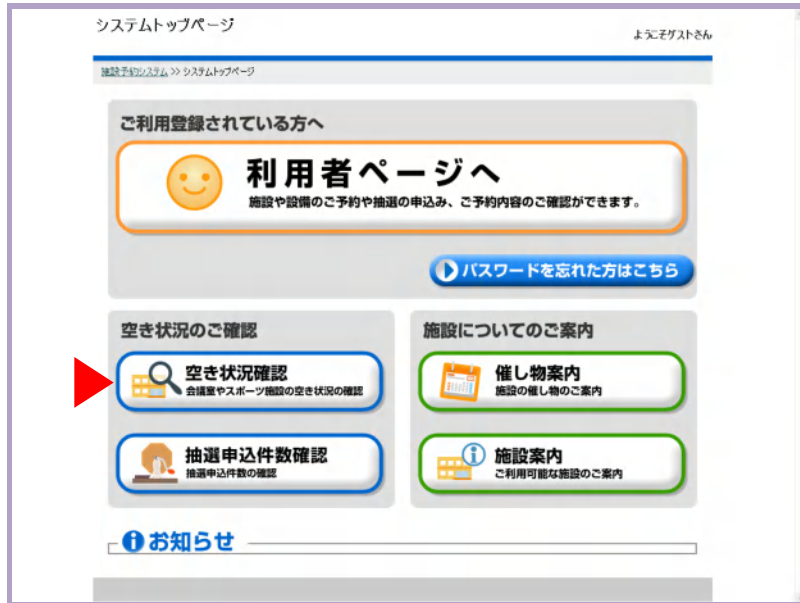 システムトップページ
ようこそゲストさん
施設予約システム >> システムトップページ
ご利用登録されている方へ
利用者ページへ
施設や設備のご予約や抽選の申込み、ご予約内容のご確認ができます。
パスワードを忘れた方はこちら
空き状況のご確認
空き状況確認
会議室やスポーツ施設の空き状況の確認
抽選申込件数確認
抽選申込件数の確認
施設についてのご案内
催し物案内
施設の催し物のご案内
施設案内
ご利用可能な施設のご案内
お知らせ